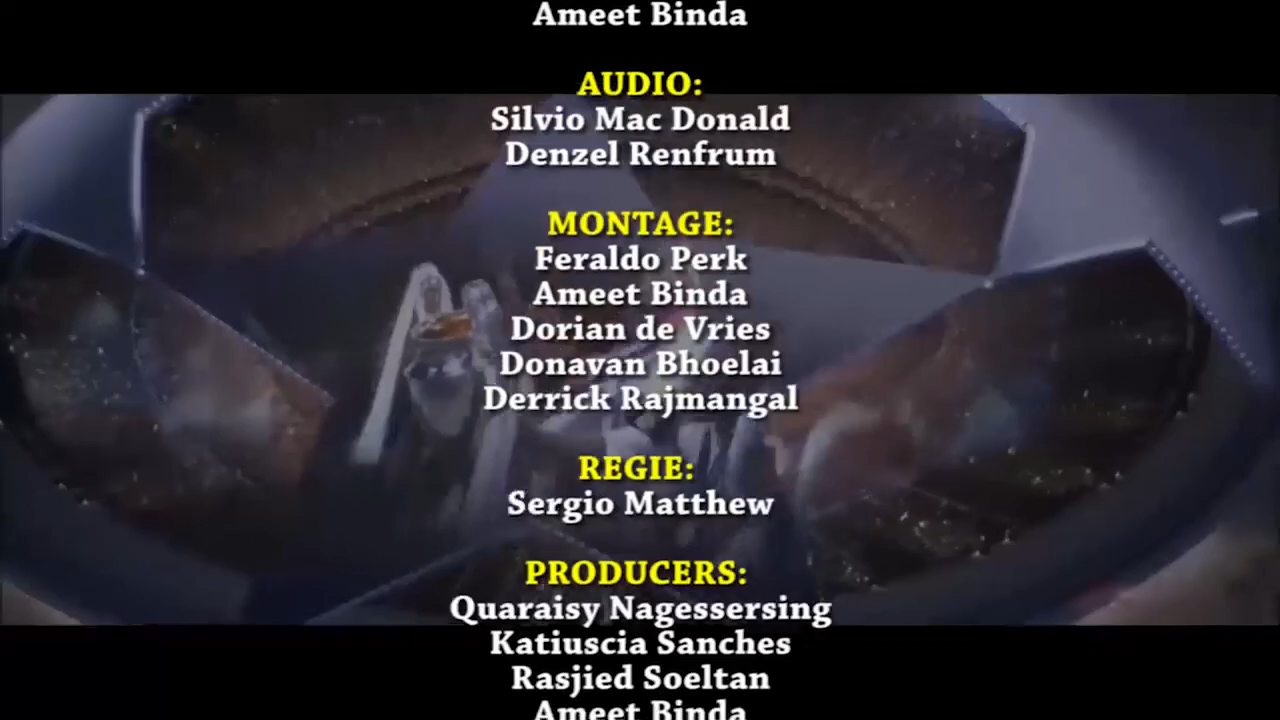 Ameet Binda
AUDIO:
Silvio Mac Donald
Denzel Renfrum
MONTAGE:
Feraldo Perk
Ameet Binda
Dorian de Vries
Donavan Bhoelai
Derrick Rajmangal
REGIE:
Sergio Matthew
PRODUCERS:
Quaraisy Nagessersing
Katiuscia Sanches
Rasjied Soeltan
Ameet Binda